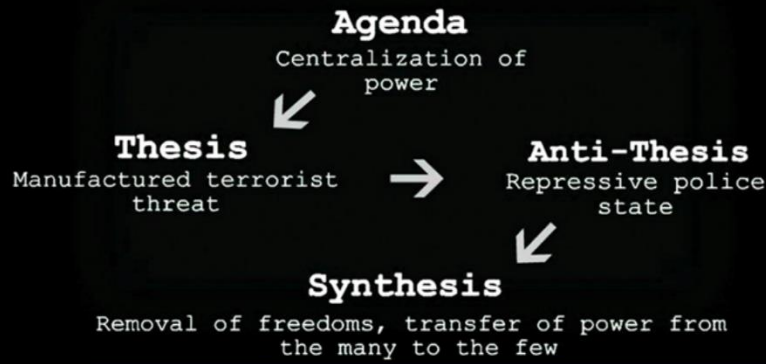 Agenda
Centralization of
power
Thesis
Manufactured terrorist
threat
Anti-Thesis
Repressive police
state
Synthesis
Removal of freedoms, transfer of power from
the many to the few